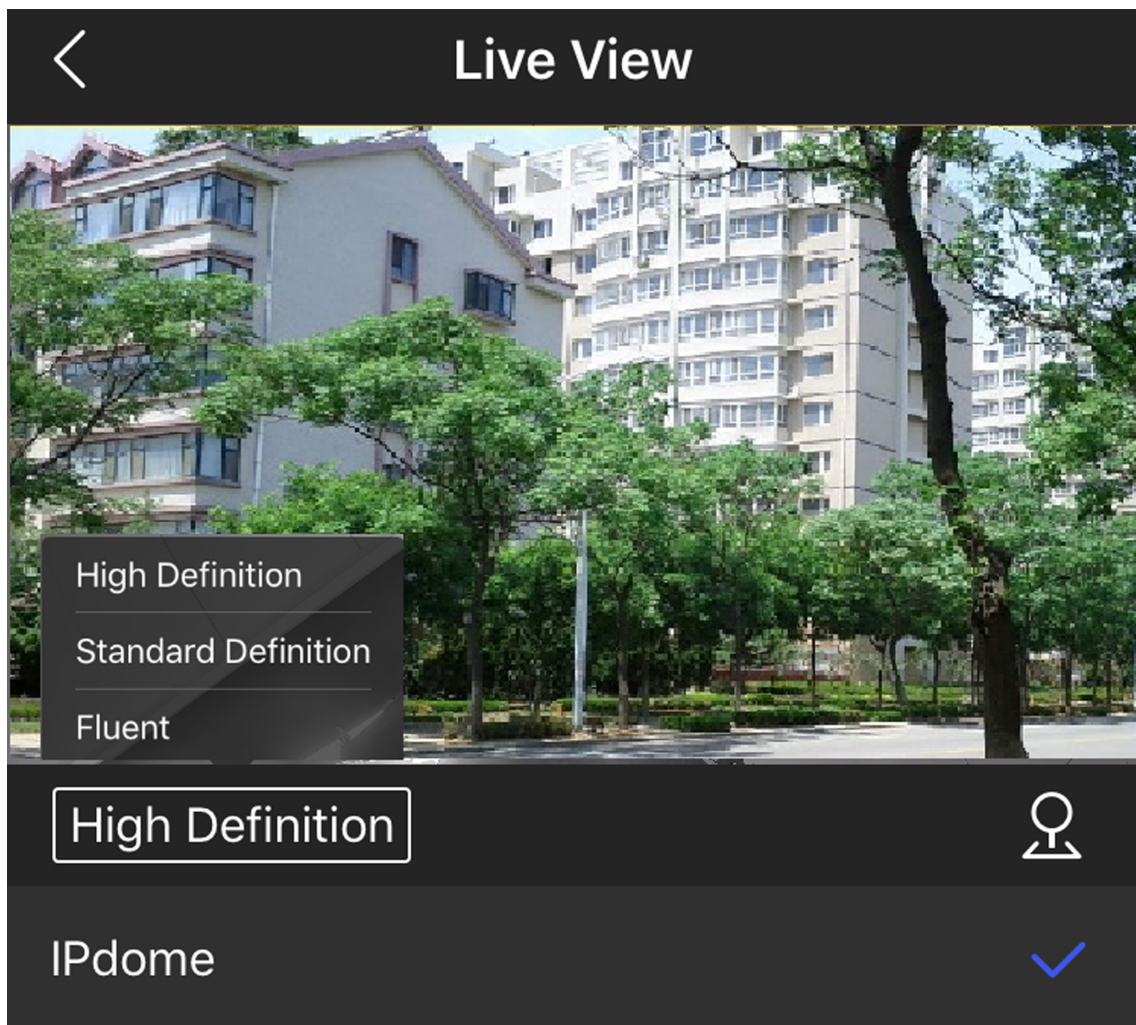 Live View
High Definition
Standard Definition
Fluent
High Definition
IPdome